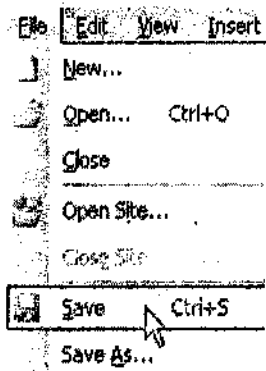 File Edit View Insert
New...
Open... Ctrl+O
Close
Open Site...
Close Site
Save Ctrl+S
Save As...